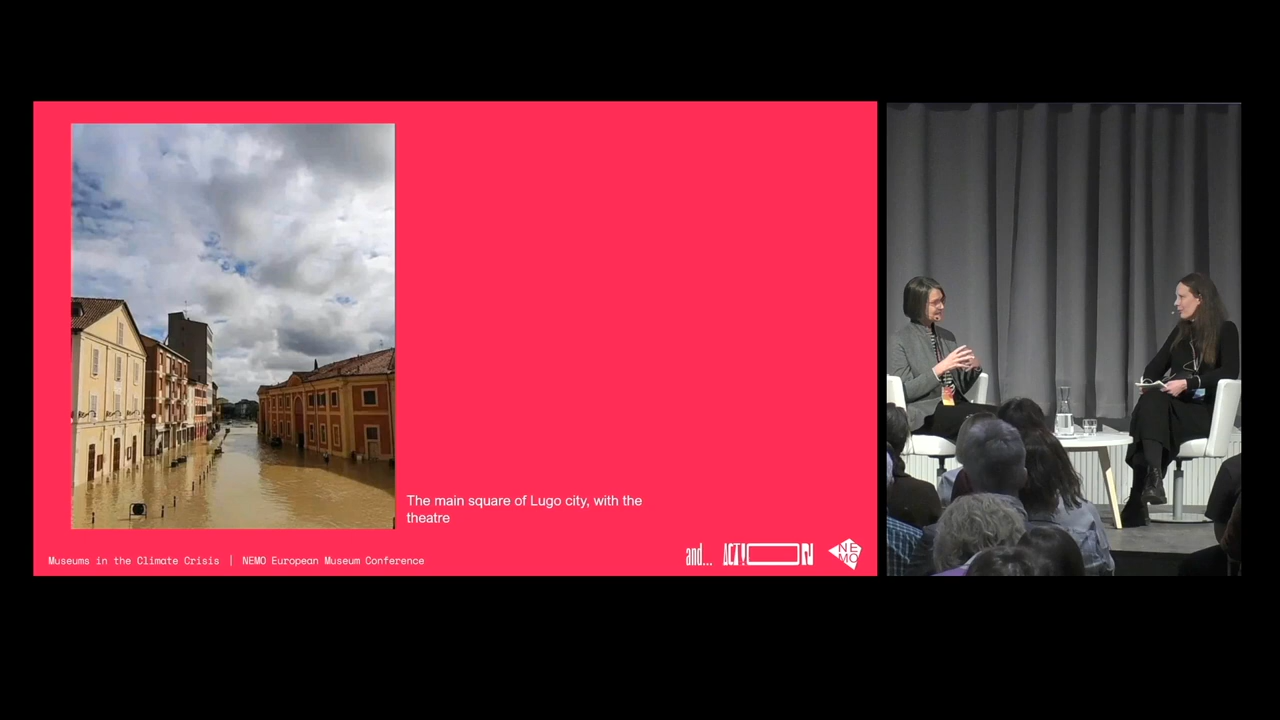 The main square of Lugo city, with the
theatre
Museums in the Climate Crisis | NEMO European Museum Conference
and... ACTION
NE
MO